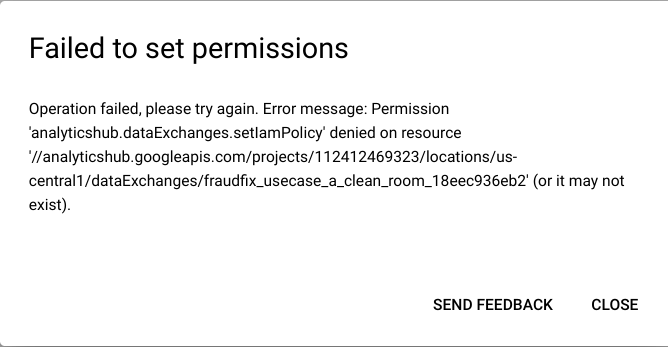 Failed to set permissions
Operation failed, please try again. Error message: Permission
'analyticshub.dataExchanges.setIamPolicy' denied on resource
'//analyticshub.googleapis.com/projects/112412469323/locations/us-
central1/dataExchanges/fraudfix_usecase_a_clean_room_18eec936eb2' (or it may not
exist).
SEND FEEDBACK CLOSE